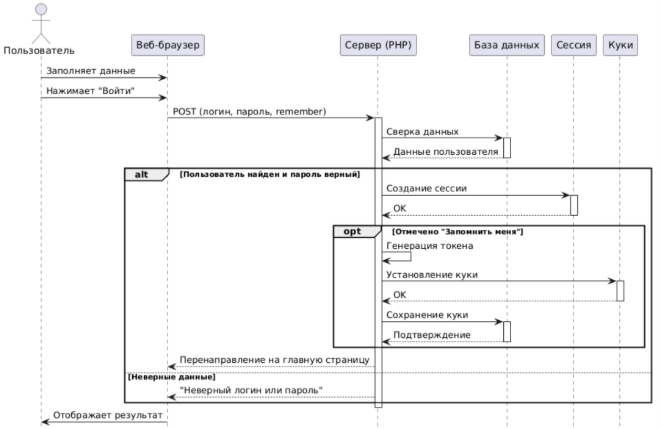 Пользователь
Веб-браузер
Сервер (PHP)
База данных
Сессия
Куки
Заполняет данные
Нажимает "Войти"
POST (логин, пароль, remember)
Сверка данных
Данные пользователя
alt
[Пользователь найден и пароль верный]
Создание сессии
OK
opt
[Отмечено "Запомнить меня"]
Генерация токена
Установление куки
OK
Сохранение куки
Подтверждение
Перенаправление на главную страницу
[Неверные данные]
"Неверный логин или пароль"
Отображает результат